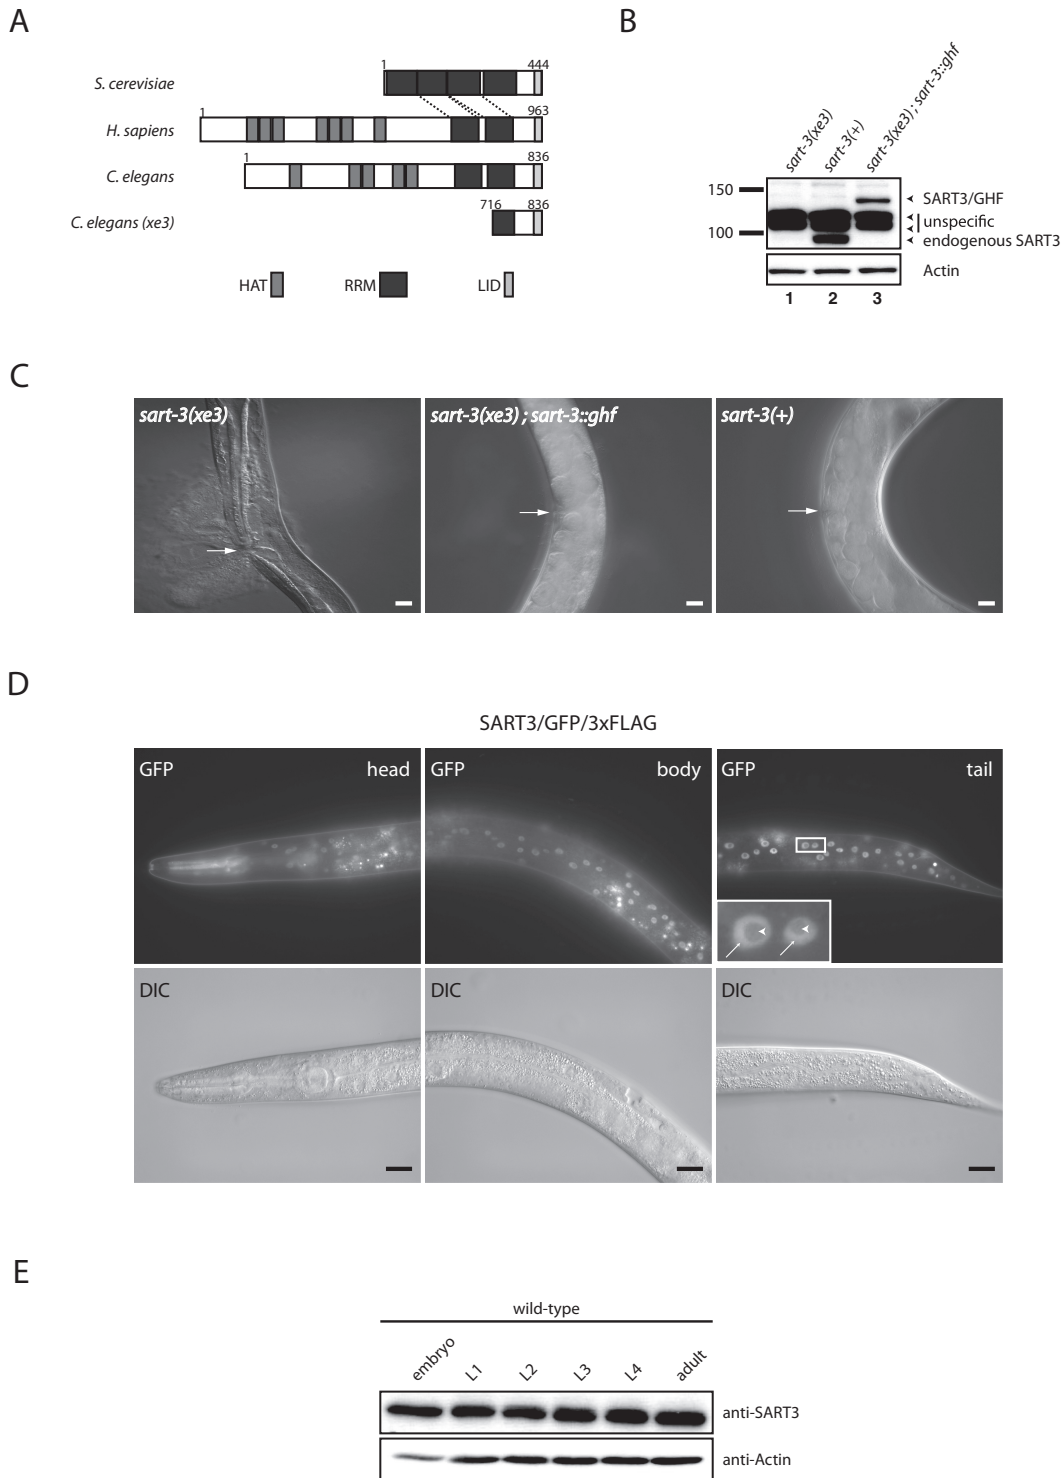 A
1 444
S. cerevisiae
1 963
H. sapiens
1 836
C. elegans
716 836
C. elegans (xe3)
HAT RRM LID
B
sart-3(xe3)
sart-3(+)
sart-3(xe3) ; sart-3::ghf
150
100
SART3/GHF
unspecific
endogenous SART3
Actin
1 2 3
C
sart-3(xe3)
sart-3(xe3) ; sart-3::ghf
sart-3(+)
D
SART3/GFP/3xFLAG
GFP head
GFP body
GFP tail
DIC
DIC
DIC
E
wild-type
embryo
L1
L2
L3
L4
adult
anti-SART3
anti-Actin